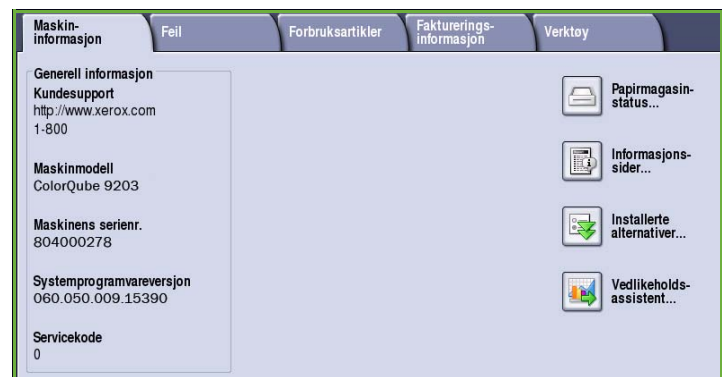 Maskin-
informasjon
Feil
Forbruksartikler
Fakturerings-
informasjon
Verktøy
Generell informasjon
Kundesupport
http://www.xerox.com
1-800
Maskinmodell
ColorQube 9203
Maskinens serienr.
804000278
Systemprogramvareversjon
060.050.009.15390
Servicekode
0
Papirmagasin-
status...
Informasjons-
sider...
Installerte
alternativer...
Vedlikeholds-
assistent...